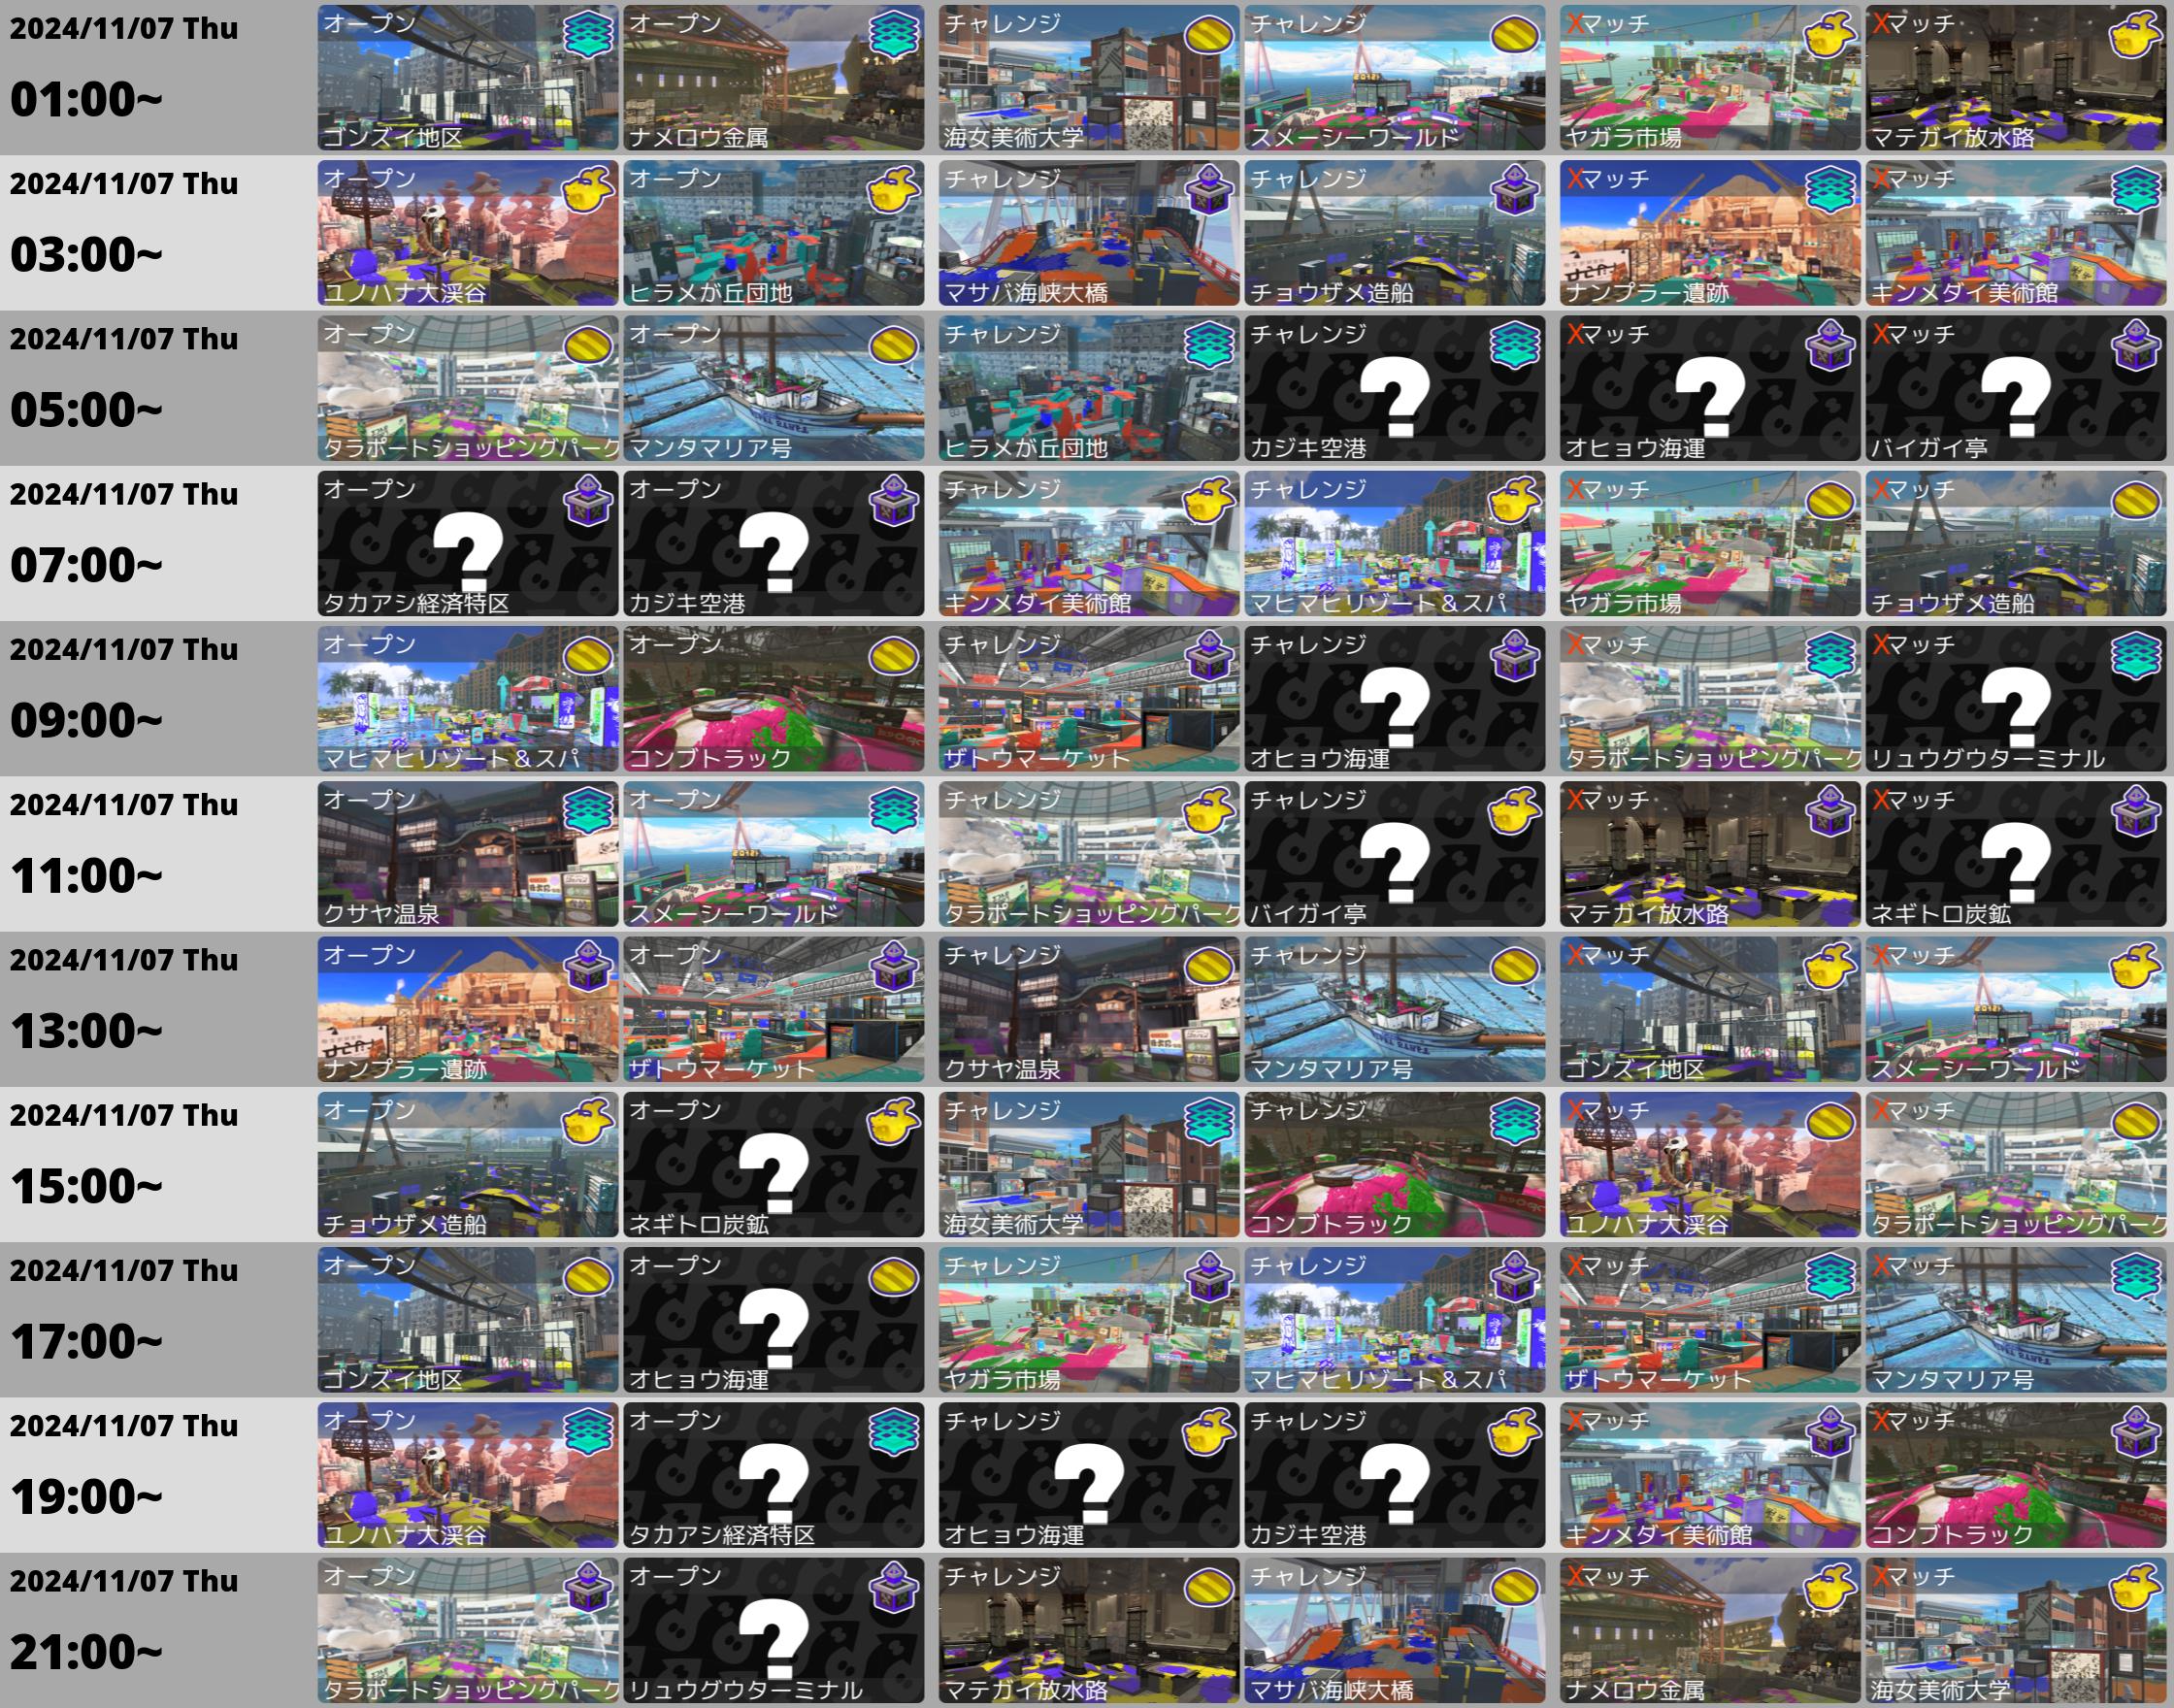 2024/11/07 Thu
01:00~
オープン
ゴンズイ地区
オープン
ナメロウ金属
チャレンジ
海女美術大学
チャレンジ
スメーシーワールド
Xマッチ
ヤガラ市場
Xマッチ
マテガイ放水路
2024/11/07 Thu
03:00~
オープン
ユノハナ大渓谷
オープン
ヒラメが丘団地
チャレンジ
マサバ海峡大橋
チャレンジ
チョウザメ造船
Xマッチ
ナンプラー遺跡
Xマッチ
キンメダイ美術館
2024/11/07 Thu
05:00~
オープン
タラポートショッピングパーク
オープン
マンタマリア号
チャレンジ
ヒラメが丘団地
チャレンジ
?
カジキ空港
Xマッチ
?
オヒョウ海運
Xマッチ
?
バイガイ亭
2024/11/07 Thu
07:00~
オープン
?
タカアシ経済特区
オープン
?
カジキ空港
チャレンジ
キンメダイ美術館
チャレンジ
マヒマヒリゾート&スパ
Xマッチ
ヤガラ市場
Xマッチ
チョウザメ造船
2024/11/07 Thu
09:00~
オープン
マヒマヒリゾート&スパ
オープン
コンブトラック
チャレンジ
ザトウマーケット
チャレンジ
?
オヒョウ海運
Xマッチ
タラポートショッピングパーク
Xマッチ
?
リュウグウターミナル
2024/11/07 Thu
11:00~
オープン
クサヤ温泉
オープン
スメーシーワールド
チャレンジ
タラポートショッピングパーク
チャレンジ
?
バイガイ亭
Xマッチ
マテガイ放水路
Xマッチ
?
ネギトロ炭鉱
2024/11/07 Thu
13:00~
オープン
ナンプラー遺跡
オープン
ザトウマーケット
チャレンジ
クサヤ温泉
チャレンジ
マンタマリア号
Xマッチ
ゴンズイ地区
Xマッチ
スメーシーワールド
2024/11/07 Thu
15:00~
オープン
チョウザメ造船
オープン
?
ネギトロ炭鉱
チャレンジ
海女美術大学
チャレンジ
コンブトラック
Xマッチ
ユノハナ大渓谷
Xマッチ
タラポートショッピングパーク
2024/11/07 Thu
17:00~
オープン
ゴンズイ地区
オープン
?
オヒョウ海運
チャレンジ
ヤガラ市場
チャレンジ
マヒマヒリゾート&スパ
Xマッチ
ザトウマーケット
Xマッチ
マンタマリア号
2024/11/07 Thu
19:00~
オープン
ユノハナ大渓谷
オープン
?
タカアシ経済特区
チャレンジ
?
オヒョウ海運
チャレンジ
?
カジキ空港
Xマッチ
キンメダイ美術館
Xマッチ
コンブトラック
2024/11/07 Thu
21:00~
オープン
タラポートショッピングパーク
オープン
?
リュウグウターミナル
チャレンジ
マテガイ放水路
チャレンジ
マサバ海峡大橋
Xマッチ
ナメロウ金属
Xマッチ
海女美術大学